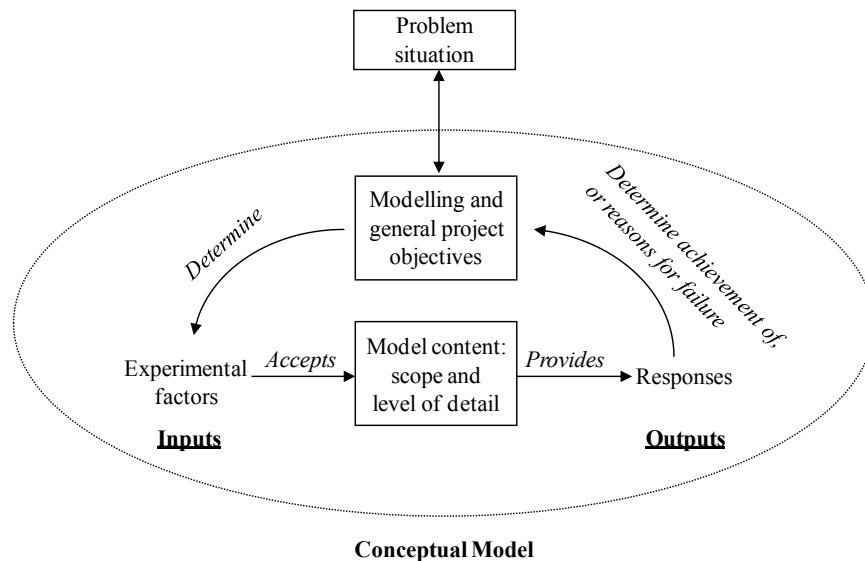 Problem
situation
Modelling and
general project
objectives
Determine
Determine achievement of,
or reasons for failure
Experimental
factors
Accepts
Model content:
scope and
level of detail
Provides
Responses
Inputs
Outputs
Conceptual Model